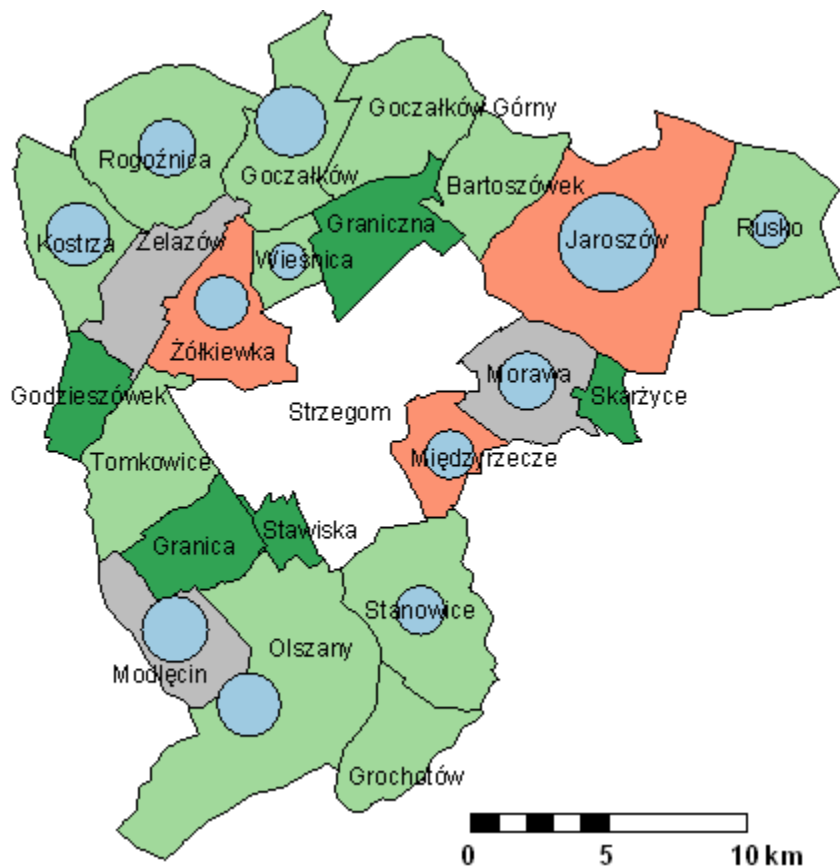 Goczałków Górny
Rogoźnica
Goczałków
Bartoszówek
Graniczna
Rusko
Kostrza
Żelazów
Wieśnica
Jaroszów
Żółkiewka
Morawa
Godzieszówek
Skarżyce
Strzegom
Tomkowice
Międzyrzecze
Stawiska
Granica
Stanowice
Olszany
Modlęcin
Grochotów
0 5 10 km